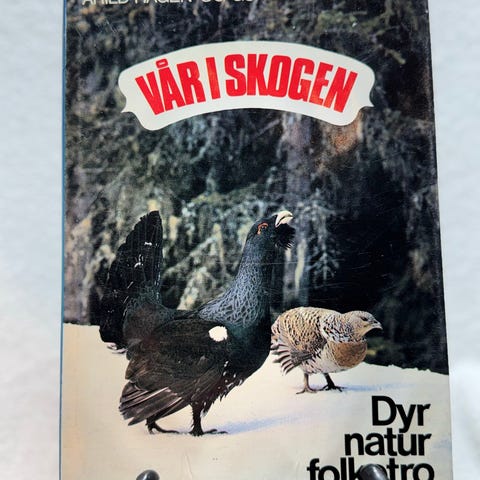 VÅR I SKOGEN
Dyr
natur
folketro